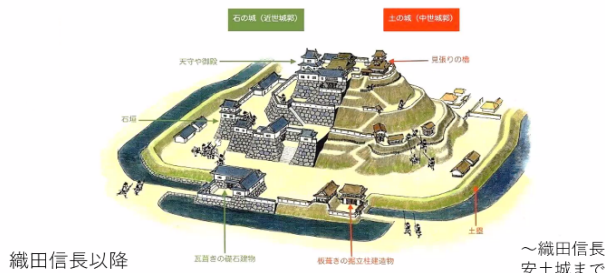 石の城（近世城郭）
土の城（中世城郭）
天守や御殿
見張りの櫓
石垣
土塁
瓦葺きの礎石建物
板葺きの掘立柱建造物
織田信長以降
～織田信長
安土城まで